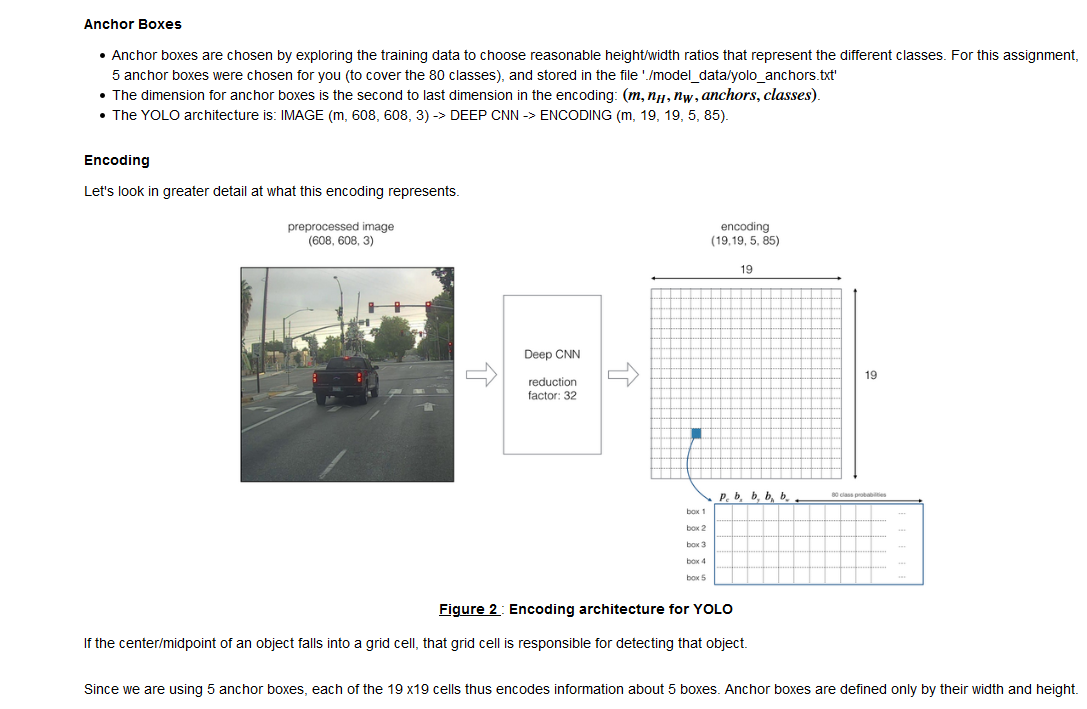 Anchor Boxes
• Anchor boxes are chosen by exploring the training data to choose reasonable height/width ratios that represent the different classes. For this assignment,
5 anchor boxes were chosen for you (to cover the 80 classes), and stored in the file './model_data/yolo_anchors.txt'
• The dimension for anchor boxes is the second to last dimension in the encoding: (m, n_H, n_W, anchors, classes).
• The YOLO architecture is: IMAGE (m, 608, 608, 3) -> DEEP CNN -> ENCODING (m, 19, 19, 5, 85).
Encoding
Let's look in greater detail at what this encoding represents.
preprocessed image
(608, 608, 3)
encoding
(19,19, 5, 85)
19
Deep CNN
reduction
factor: 32
19
p_c b_x b_y b_h b_w
80 class probabilities
box 1 ...
box 2 ...
box 3 ...
box 4 ...
box 5 ...
Figure 2 : Encoding architecture for YOLO
If the center/midpoint of an object falls into a grid cell, that grid cell is responsible for detecting that object.
Since we are using 5 anchor boxes, each of the 19 x19 cells thus encodes information about 5 boxes. Anchor boxes are defined only by their width and height.